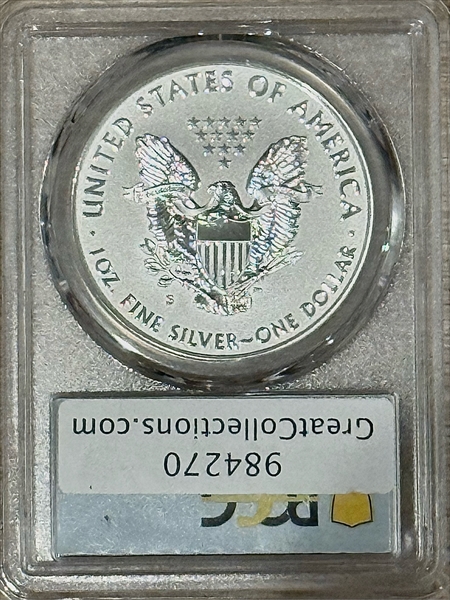 UNITED STATES OF AMERICA
S
1 OZ. FINE SILVER~ONE DOLLAR
984270
GreatCollections.com
PCGS